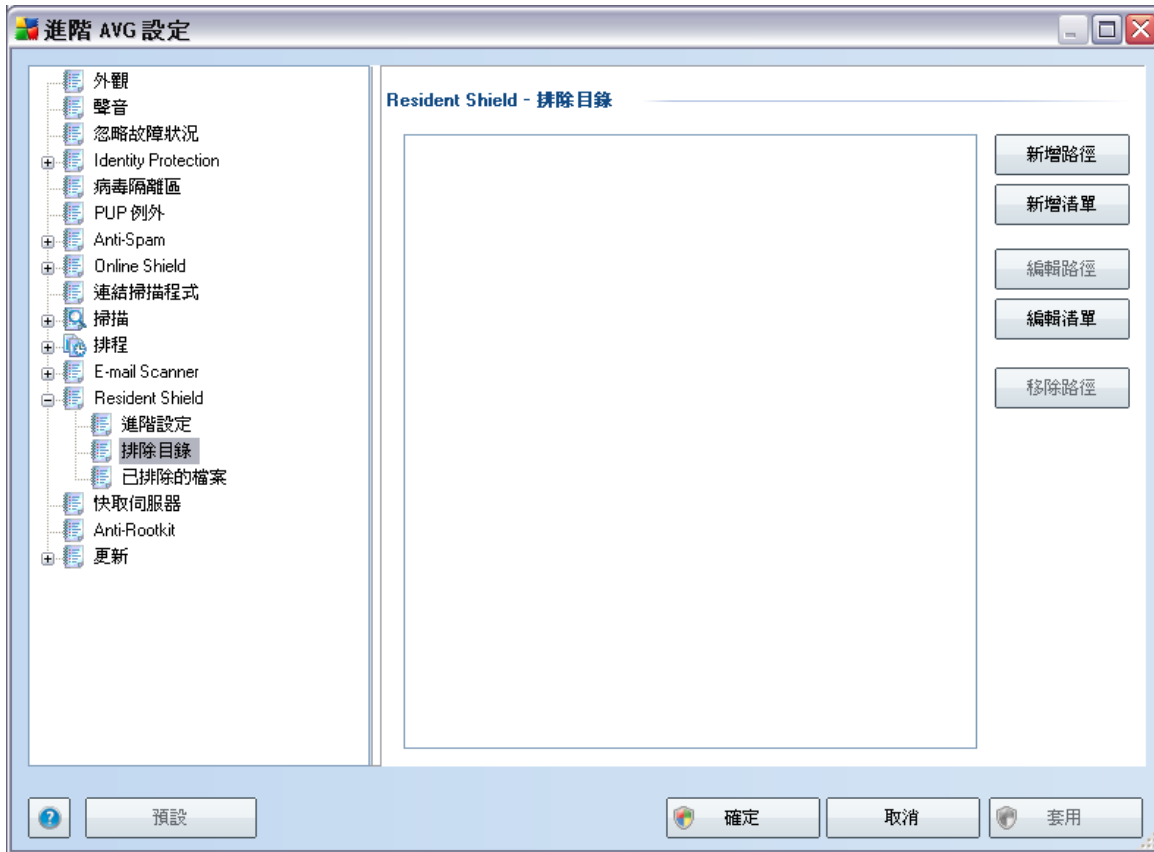 進階 AVG 設定
外觀
聲音
忽略故障狀況
Identity Protection
病毒隔離區
PUP 例外
Anti-Spam
Online Shield
連結掃描程式
掃描
排程
E-mail Scanner
Resident Shield
進階設定
排除目錄
已排除的檔案
快取伺服器
Anti-Rootkit
更新
Resident Shield - 排除目錄
新增路徑
新增清單
編輯路徑
編輯清單
移除路徑
預設
確定
取消
套用